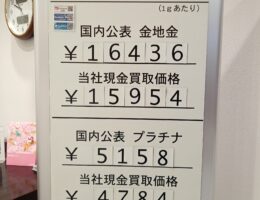 (1gあたり)
国内公表 金地金
¥16436
当社現金買取価格
¥15954
国内公表 プラチナ
¥5158
当社現金買取価格
¥4784